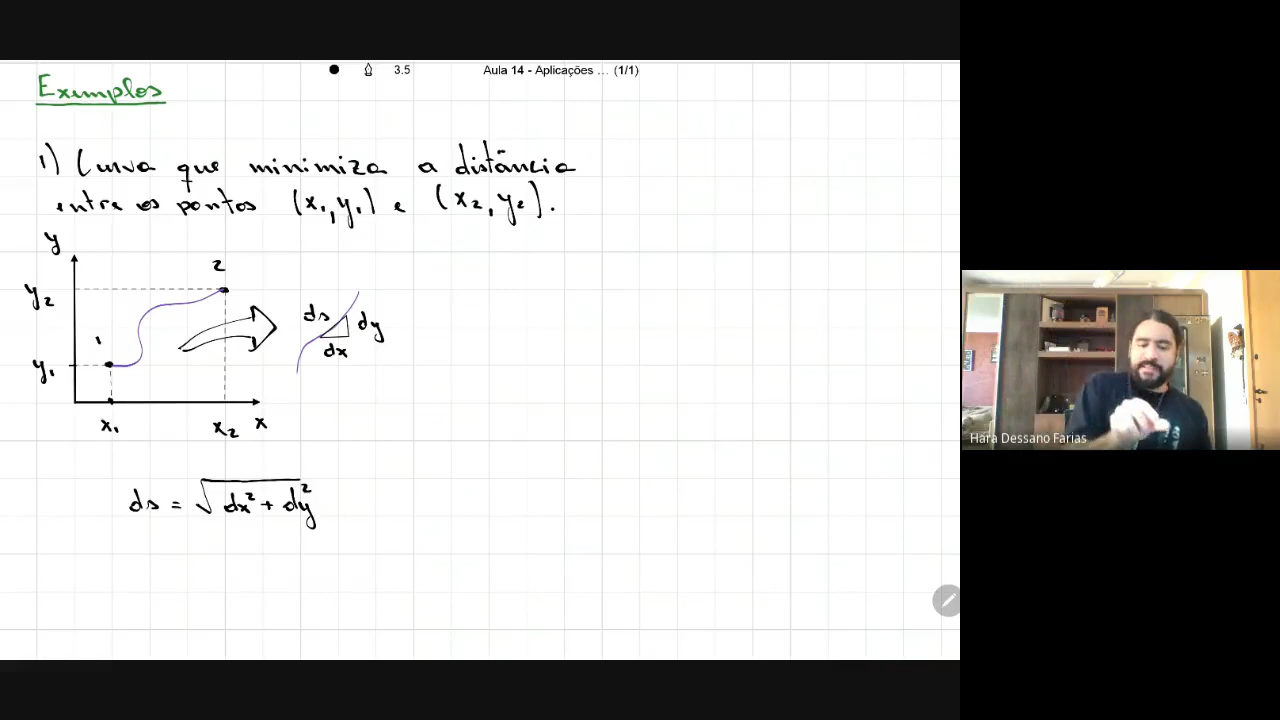 3.5 Aula 14 - Aplicações ... (1/1)
Exemplos
1) Curva que minimiza a distância
entre os pontos (x₁, y₁) e (x₂, y₂).
y
2
y₂
ds
dy
1
dx
y₁
x₁ x₂ x
ds = √dx² + dy²
Hara Dessano Farias